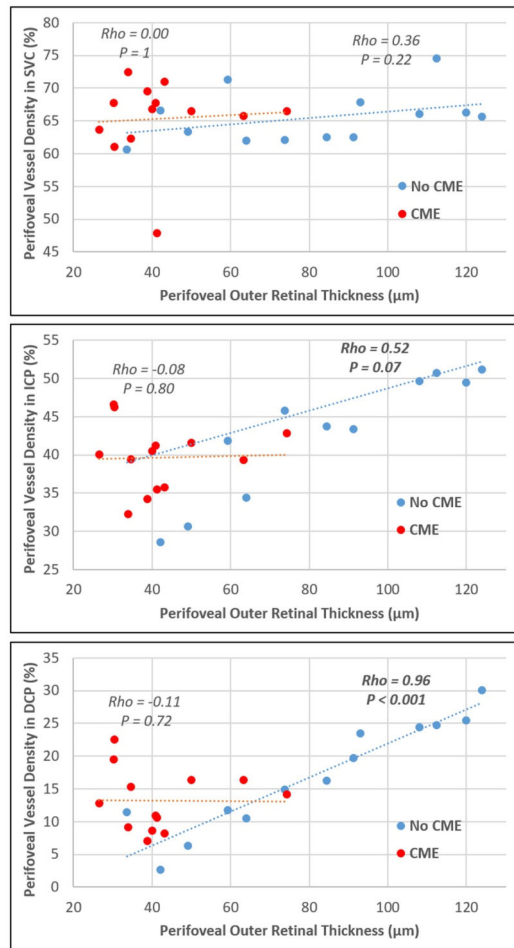 Perifoveal Vessel Density in SVC (%)
80
75
70
65
60
55
50
45
Rho = 0.00
P = 1
Rho = 0.36
P = 0.22
No CME
CME
20
40
60
80
100
120
Perifoveal Outer Retinal Thickness (μm)
Perifoveal Vessel Density in ICP (%)
55
50
45
40
35
30
25
Rho = -0.08
P = 0.80
Rho = 0.52
P = 0.07
No CME
CME
20
40
60
80
100
120
Perifoveal Outer Retinal Thickness (μm)
Perifoveal Vessel Density in DCP (%)
35
30
25
20
15
10
5
0
Rho = -0.11
P = 0.72
Rho = 0.96
P < 0.001
No CME
CME
20
40
60
80
100
120
Perifoveal Outer Retinal Thickness (μm)